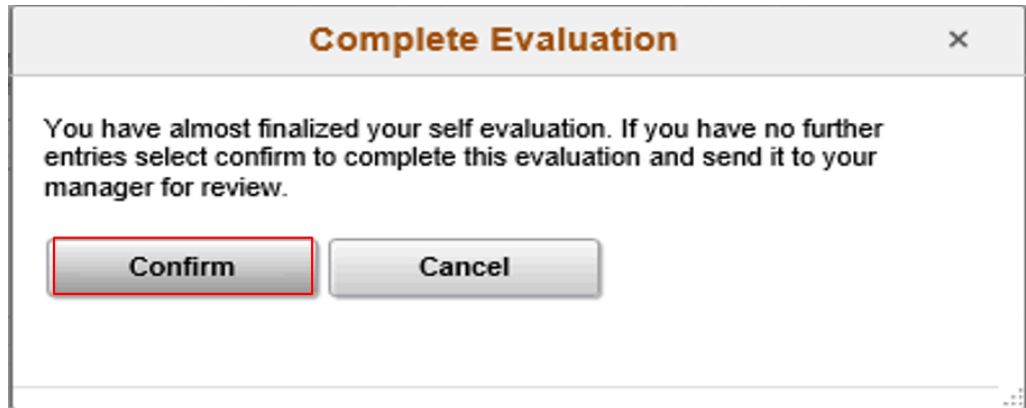 Complete Evaluation
You have almost finalized your self evaluation. If you have no further
entries select confirm to complete this evaluation and send it to your
manager for review.
Confirm Cancel